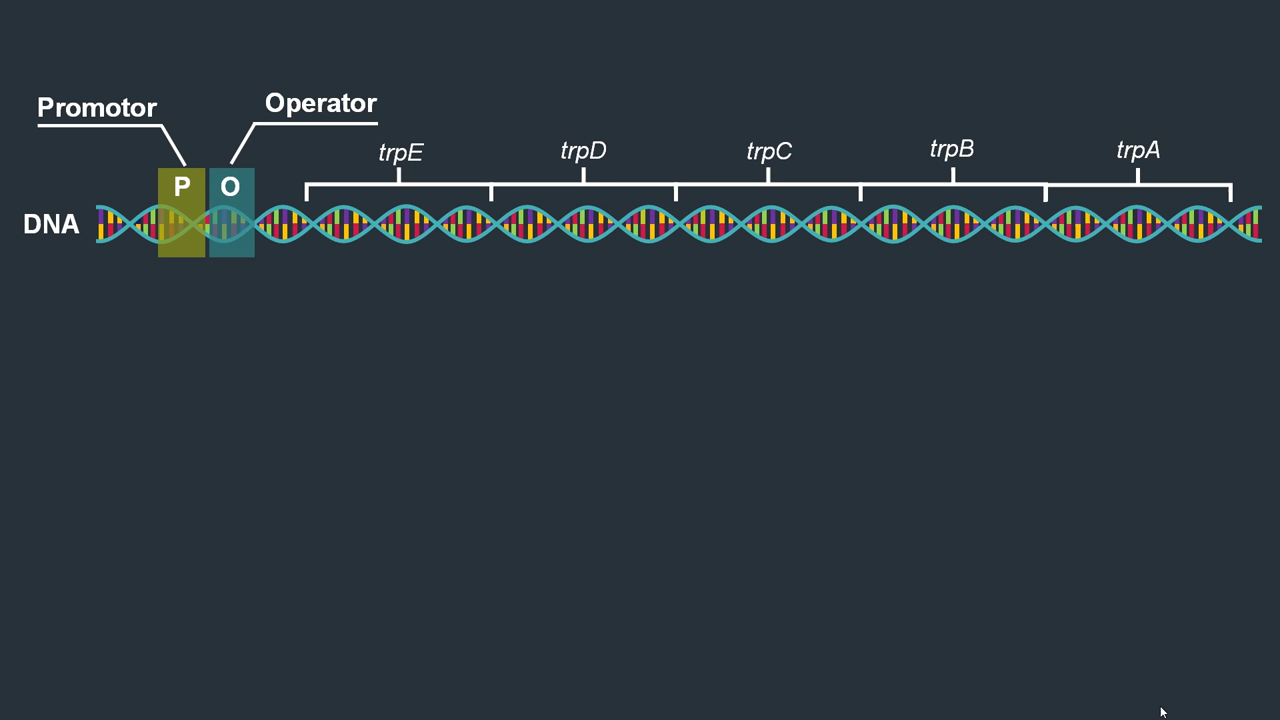 Promotor
Operator
trpE
trpD
trpC
trpB
trpA
P
O
DNA